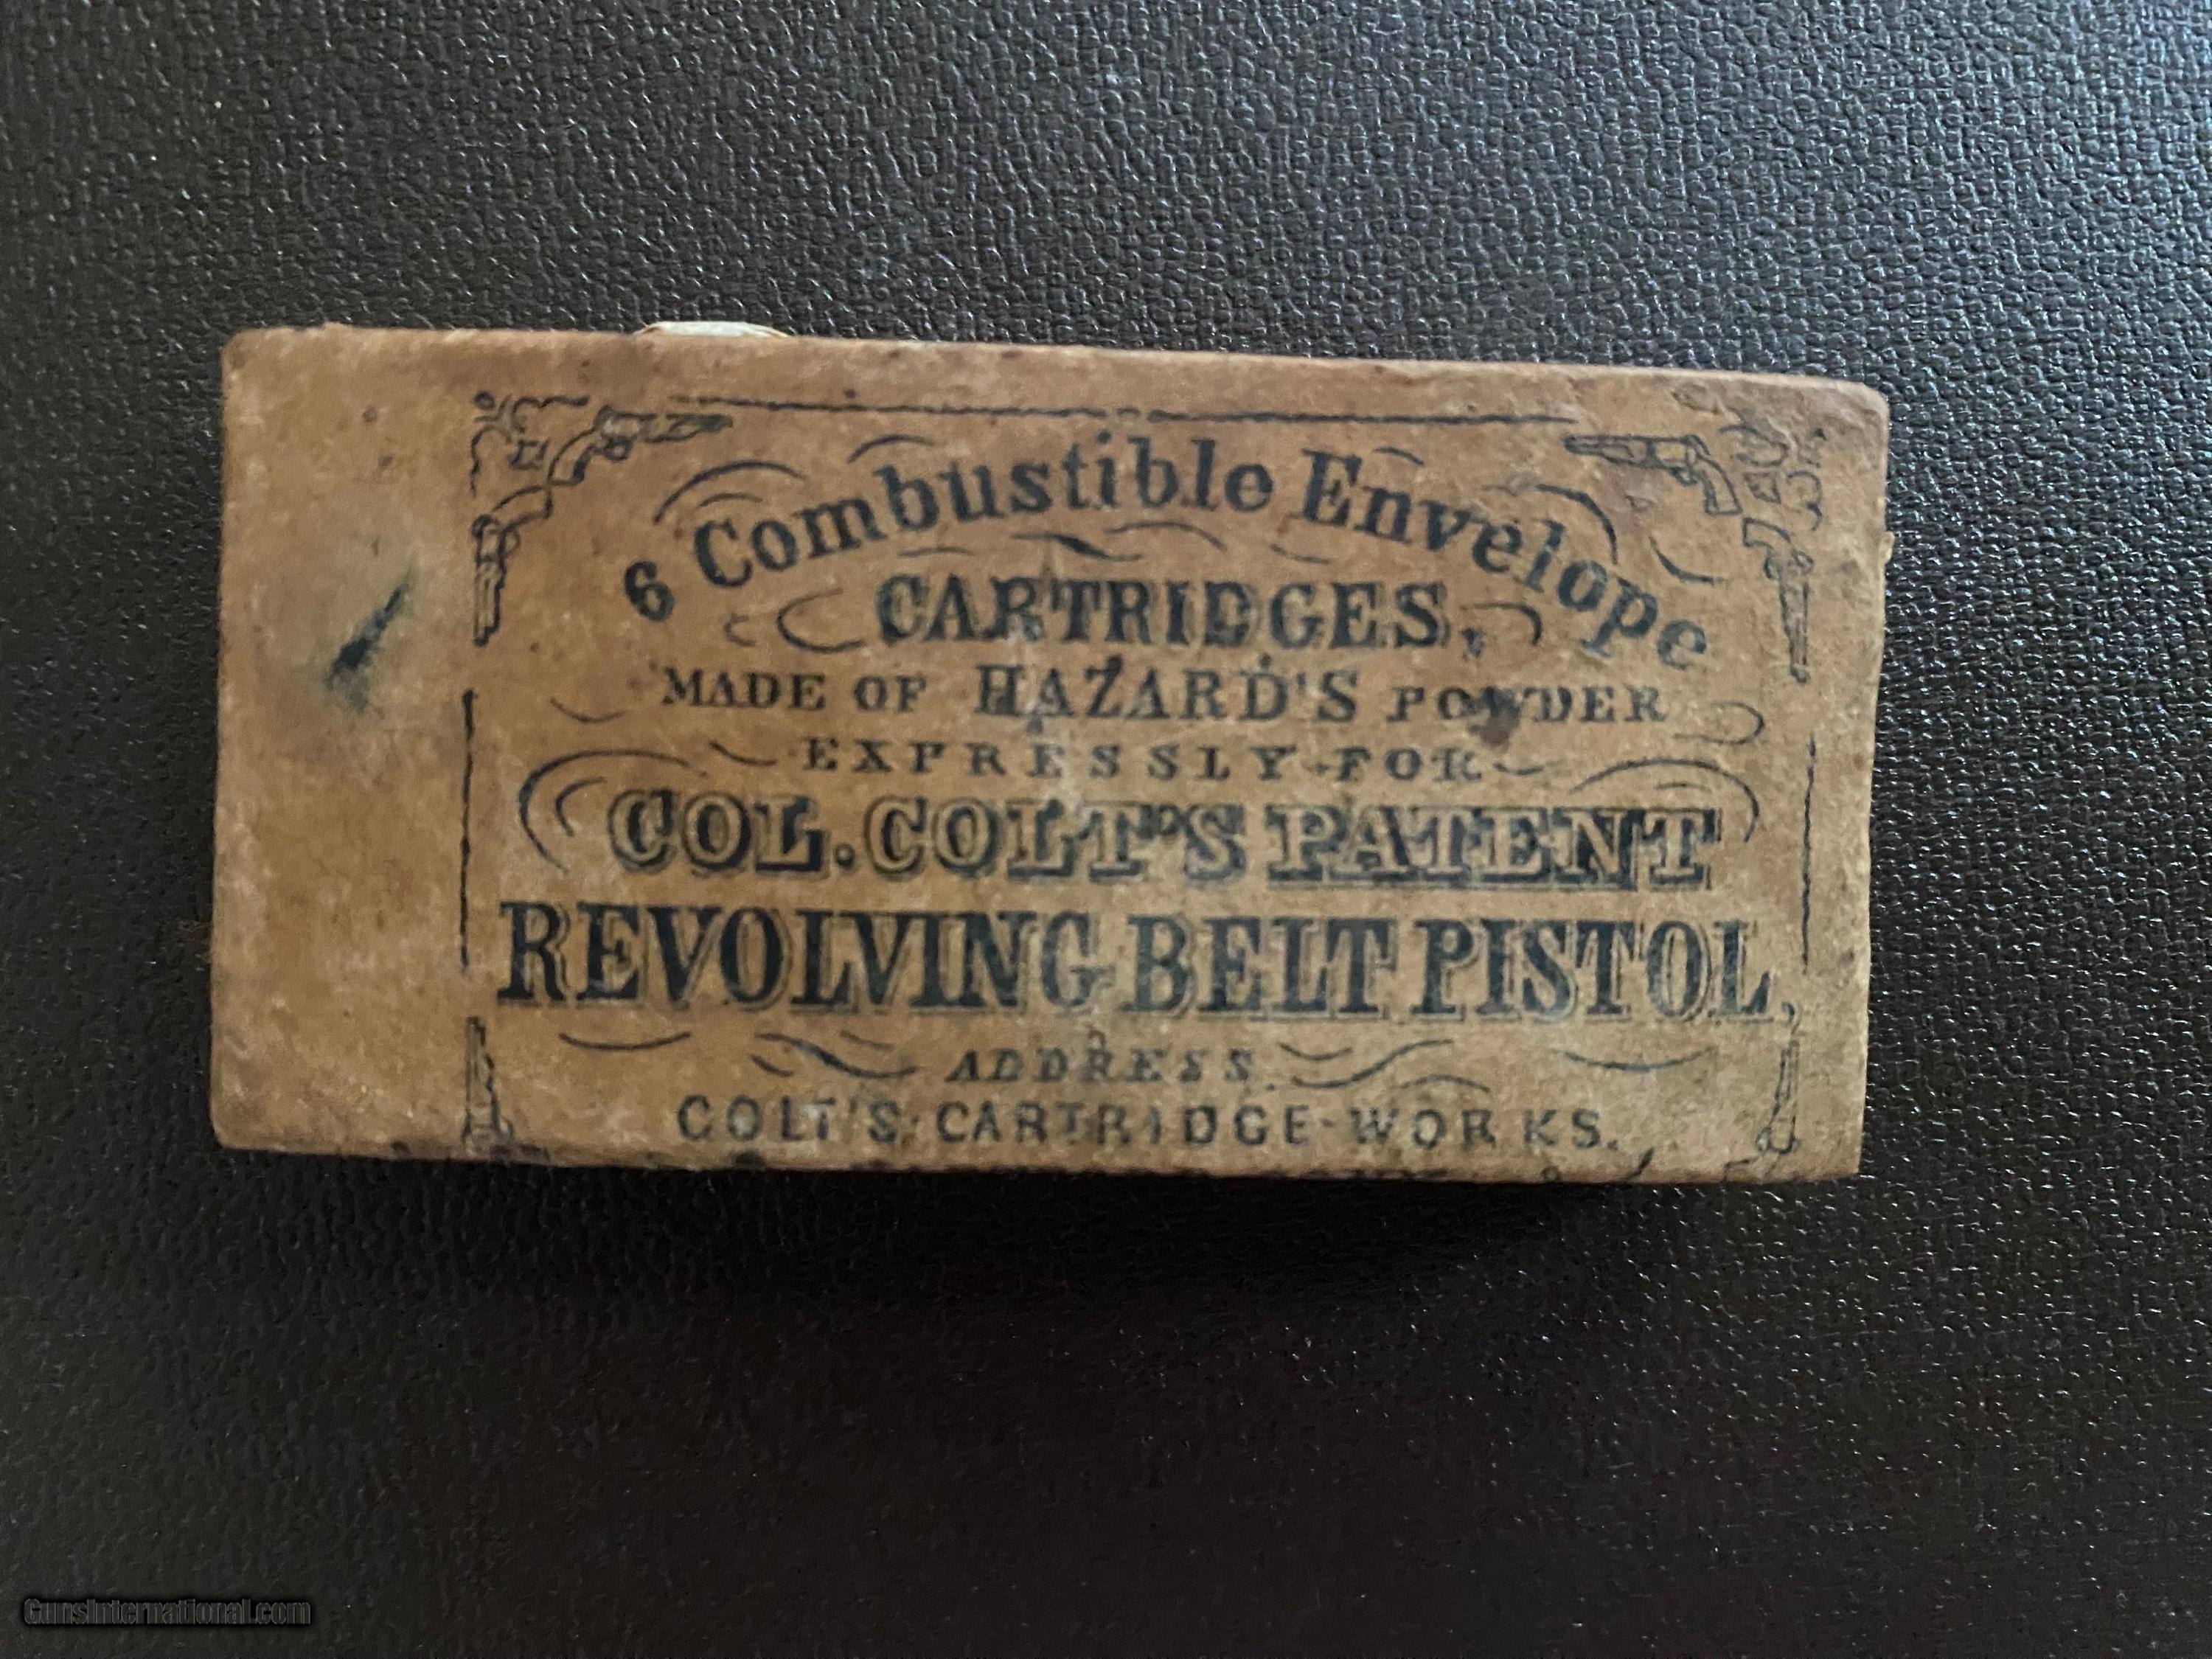 6 Combustible Envelope
CARTRIDGES,
MADE OF HAZARD'S POWDER
EXPRESSLY FOR
COL. COLT'S PATENT
REVOLVING BELT PISTOL,
ADDRESS
COLT'S CARTRIDGE WORKS.
GunsInternational.com